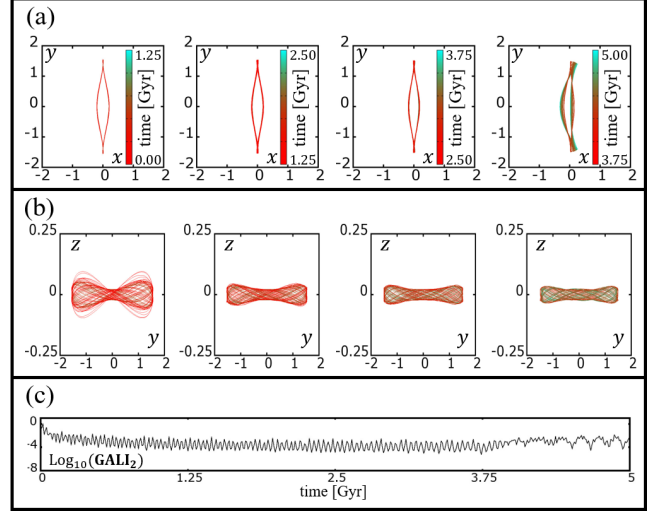 (a)
2 y 1.25 2 y 2.50 2 y 3.75 2 y 5.00
1 1 1 1
0 0 0 0
-1 -1 -1 -1
-2 x 0.00 -2 x 1.25 -2 x 2.50 -2 x 3.75
time [Gyr] time [Gyr] time [Gyr] time [Gyr]
-2 -1 0 1 2 -2 -1 0 1 2 -2 -1 0 1 2 -2 -1 0 1 2
(b)
0.25 z 0.25 z 0.25 z 0.25 z
0 0 0 0
-0.25 y -0.25 y -0.25 y -0.25 y
-2 -1 0 1 2 -2 -1 0 1 2 -2 -1 0 1 2 -2 -1 0 1 2
(c)
0
-4
-8 Log₁₀(GALI₂)
0 1.25 2.5 3.75 5
time [Gyr]